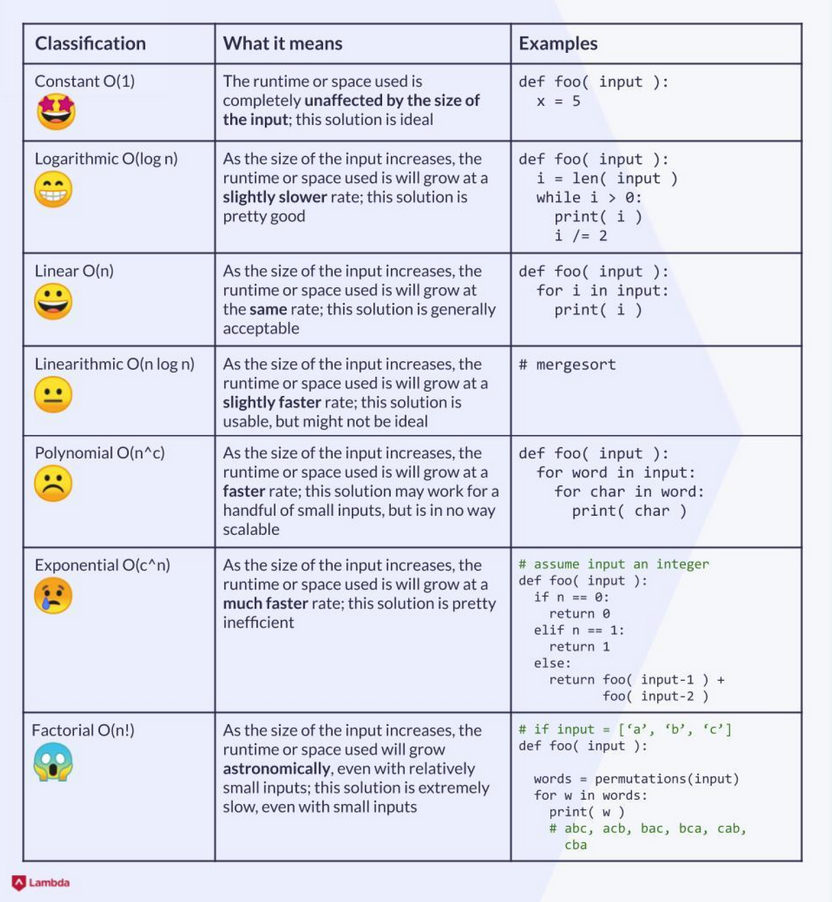 Classification
What it means
Examples
Constant O(1)
The runtime or space used is
completely unaffected by the size of
the input; this solution is ideal
def foo( input ):
x = 5
Logarithmic O(log n)
As the size of the input increases, the
runtime or space used is will grow at a
slightly slower rate; this solution is
pretty good
def foo( input ):
i = len( input )
while i > 0:
print( i )
i /= 2
Linear O(n)
As the size of the input increases, the
runtime or space used is will grow at
the same rate; this solution is generally
acceptable
def foo( input ):
for i in input:
print( i )
Linearithmic O(n log n)
As the size of the input increases, the
runtime or space used is will grow at a
slightly faster rate; this solution is
usable, but might not be ideal
# mergesort
Polynomial O(n^c)
As the size of the input increases, the
runtime or space used is will grow at a
faster rate; this solution may work for a
handful of small inputs, but is in no way
scalable
def foo( input ):
for word in input:
for char in word:
print( char )
Exponential O(c^n)
As the size of the input increases, the
runtime or space used is will grow at a
much faster rate; this solution is pretty
inefficient
# assume input an integer
def foo( input ):
if n == 0:
return 0
elif n == 1:
return 1
else:
return foo( input-1 ) +
foo( input-2 )
Factorial O(n!)
As the size of the input increases, the
runtime or space used will grow
astronomically, even with relatively
small inputs; this solution is extremely
slow, even with small inputs
# if input = [‘a’, ‘b’, ‘c’]
def foo( input ):
words = permutations(input)
for w in words:
print( w )
# abc, acb, bac, bca, cab,
cba
Lambda